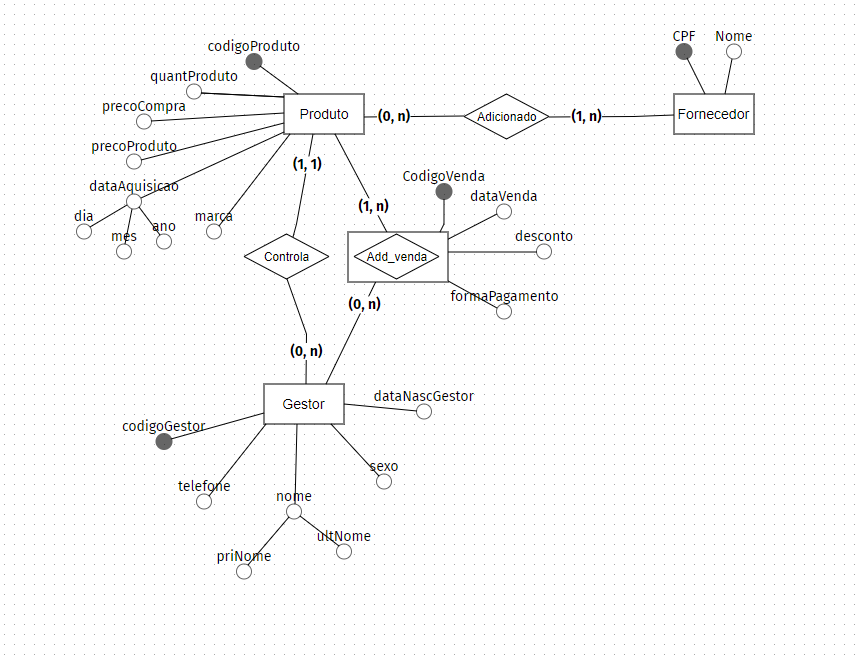 codigoProduto
quantProduto
precoCompra
precoProduto
dataAquisicao
dia
mes
ano
marca
Produto
(0, n)
Adicionado
(1, n)
Fornecedor
CPF
Nome
(1, 1)
(1, n)
CodigoVenda
dataVenda
desconto
formaPagamento
Controla
Add_venda
(0, n)
(0, n)
Gestor
dataNascGestor
codigoGestor
telefone
nome
sexo
priNome
ultNome